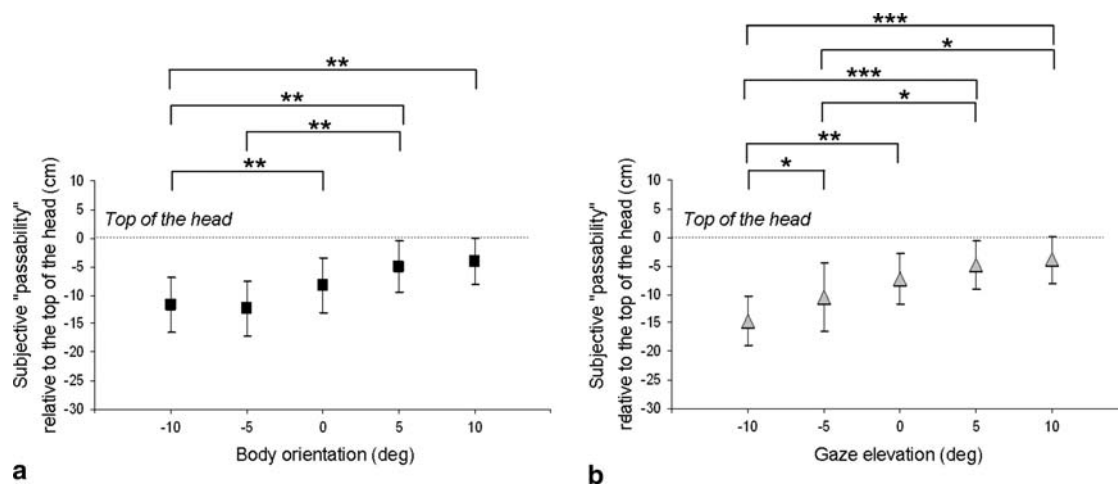 **
**
**
**
Subjective "passability"
relative to the top of the head (cm)
10
5
0
-5
-10
-15
-20
-25
-30
Top of the head
-10 -5 0 5 10
Body orientation (deg)
a
***
*
***
*
**
*
Subjective "passability"
relative to the top of the head (cm)
10
5
0
-5
-10
-15
-20
-25
-30
Top of the head
-10 -5 0 5 10
Gaze elevation (deg)
b